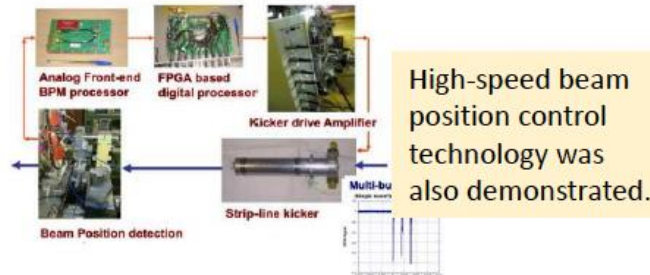 Analog Front-end
BPM processor
FPGA based
digital processor
Kicker drive Amplifier
High-speed beam
position control
technology was
also demonstrated.
Strip-line kicker
Multi-bu
Beam Position detection